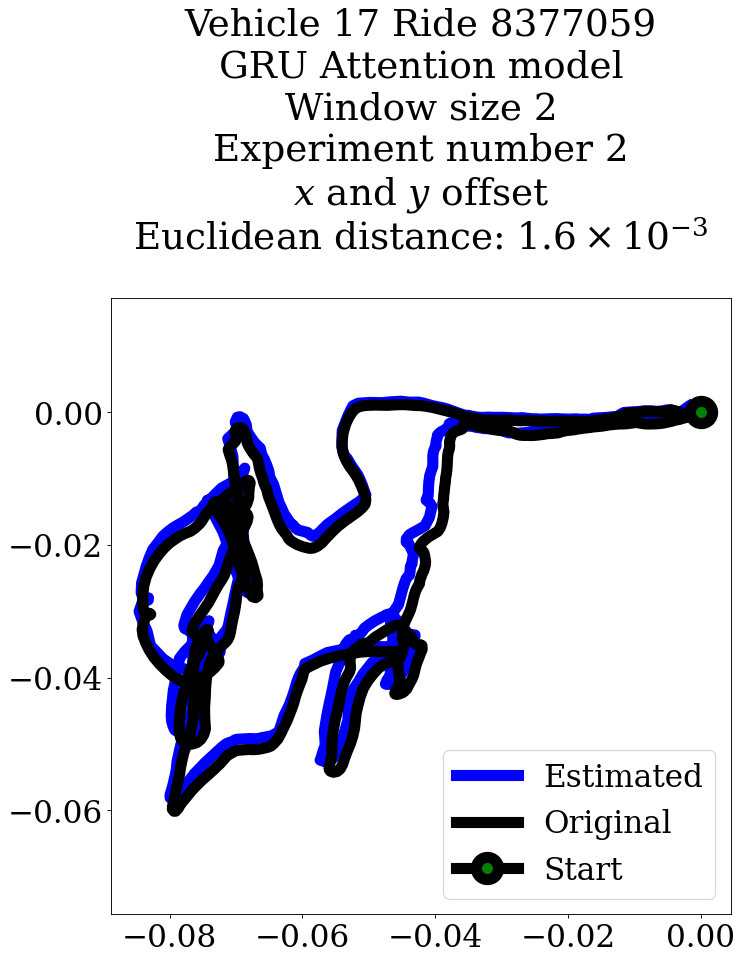 Vehicle 17 Ride 8377059
GRU Attention model
Window size 2
Experiment number 2
x and y offset
Euclidean distance: 1.6 × 10⁻³
0.00
−0.02
−0.04
−0.06
Estimated
Original
Start
−0.08 −0.06 −0.04 −0.02 0.00